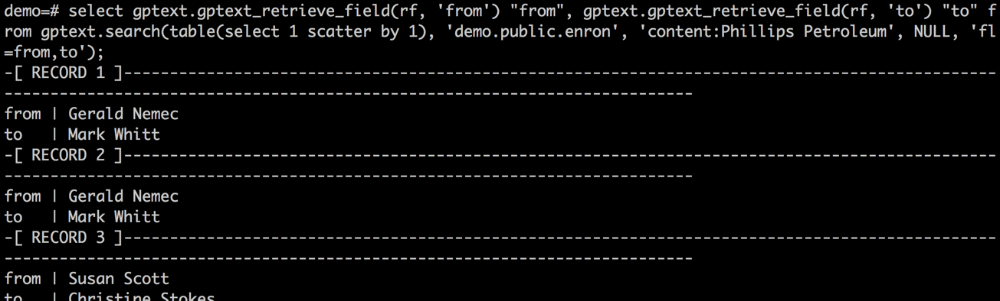 demo=# select gptext.gptext_retrieve_field(rf, 'from') "from", gptext.gptext_retrieve_field(rf, 'to') "to" f
rom gptext.search(table(select 1 scatter by 1), 'demo.public.enron', 'content:Phillips Petroleum', NULL, 'fl
=from,to');
-[ RECORD 1 ]-----------------------------------------------------------------------------------------------
---------------------------------------------------------------------------
from | Gerald Nemec
to   | Mark Whitt
-[ RECORD 2 ]-----------------------------------------------------------------------------------------------
---------------------------------------------------------------------------
from | Gerald Nemec
to   | Mark Whitt
-[ RECORD 3 ]-----------------------------------------------------------------------------------------------
---------------------------------------------------------------------------
from | Susan Scott
to   | Christine Stokes